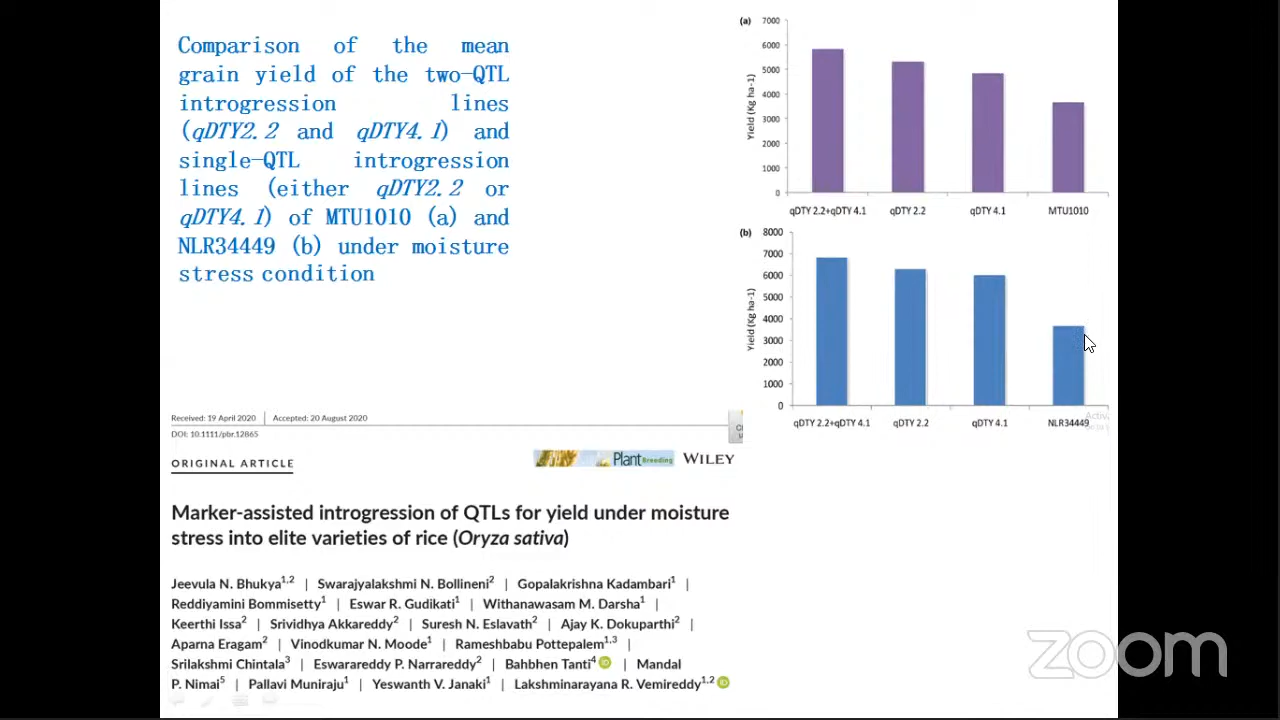 Comparison of the mean
grain yield of the two-QTL
introgression lines
(qDTY2.2 and qDTY4.1) and
single-QTL introgression
lines (either qDTY2.2 or
qDTY4.1) of MTU1010 (a) and
NLR34449 (b) under moisture
stress condition
(a)
7000
6000
5000
4000
3000
2000
1000
0
Yield (Kg ha-1)
qDTY 2.2+qDTY 4.1 qDTY 2.2 qDTY 4.1 MTU1010
(b)
8000
7000
6000
5000
4000
3000
2000
1000
0
Yield (Kg ha-1)
qDTY 2.2+qDTY 4.1 qDTY 2.2 qDTY 4.1 NLR34449
Received: 19 April 2020 | Accepted: 20 August 2020
DOI: 10.1111/pbr.12865
ORIGINAL ARTICLE
Plant Breeding WILEY
Marker-assisted introgression of QTLs for yield under moisture
stress into elite varieties of rice (Oryza sativa)
Jeevula N. Bhukya1,2 | Swarajyalakshmi N. Bollineni2 | Gopalakrishna Kadambari1 |
Reddiyamini Bommisetty1 | Eswar R. Gudikati1 | Withanawasam M. Darsha1 |
Keerthi Issa2 | Srividhya Akkareddy2 | Suresh N. Eslavath2 | Ajay K. Dokuparthi2 |
Aparna Eragam2 | Vinodkumar N. Moode1 | Rameshbabu Pottepalem1,3 |
Srilakshmi Chintala3 | Eswarareddy P. Narrareddy2 | Bahbhen Tanti4 iD | Mandal
P. Nimai5 | Pallavi Muniraju1 | Yeswanth V. Janaki1 | Lakshminarayana R. Vemireddy1,2 iD
zoom